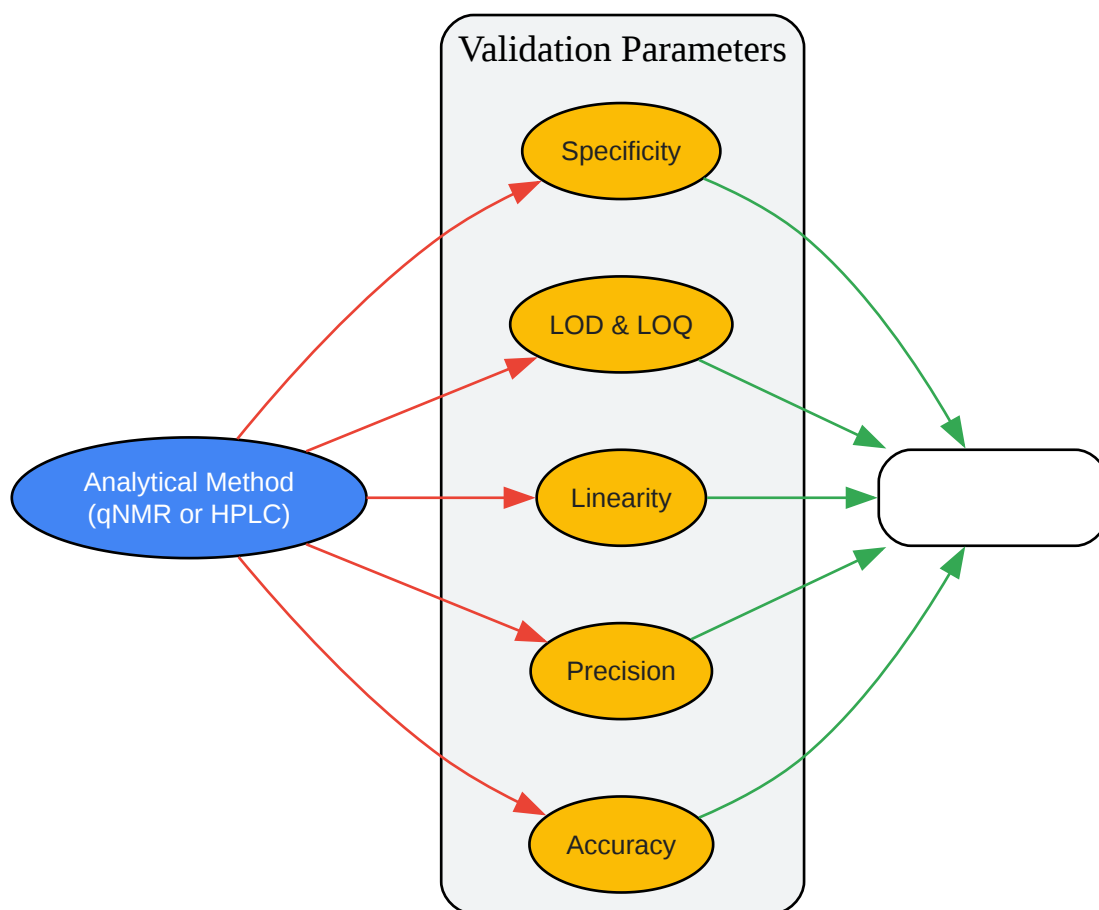 Validation Parameters
Specificity
LOD & LOQ
Analytical Method
(qNMR or HPLC)
Linearity
Precision
Accuracy